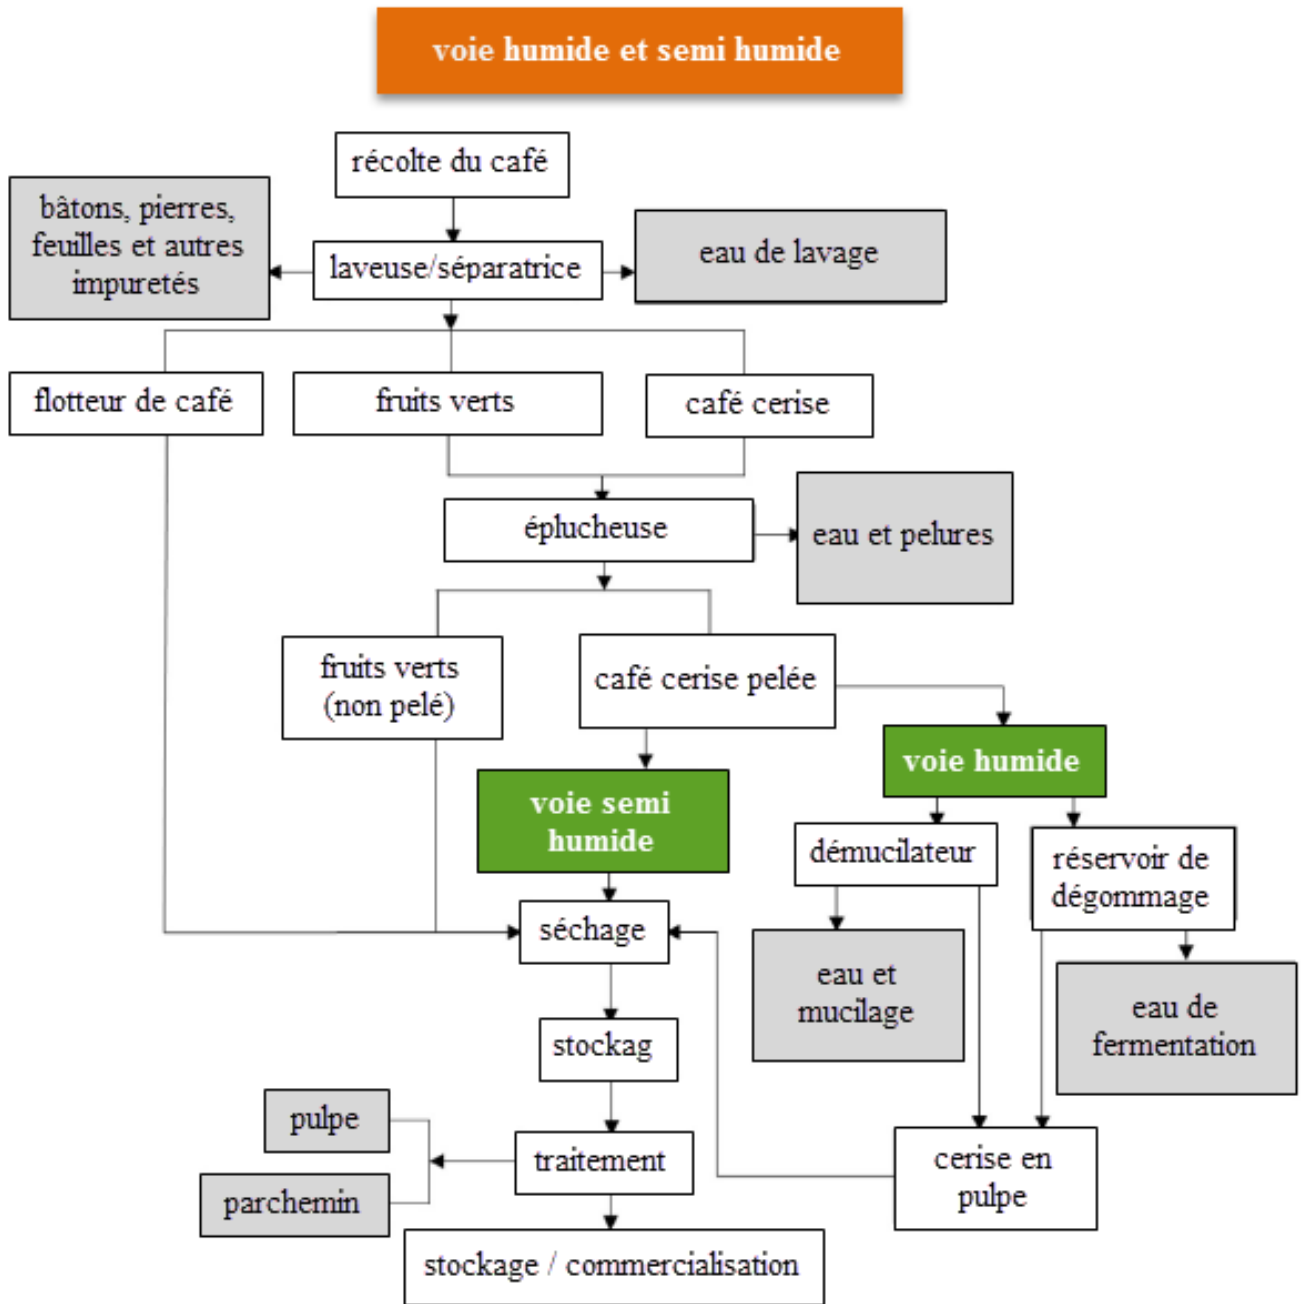 voie humide et semi humide
récolte du café
bâtons, pierres,
feuilles et autres
impuretés
laveuse/séparatrice
eau de lavage
flotteur de café
fruits verts
café cerise
éplucheuse
eau et pelures
fruits verts
(non pelé)
café cerise pelée
voie semi
humide
voie humide
démucilateur
réservoir de
dégommage
séchage
eau et
mucilage
eau de
fermentation
stockag
pulpe
parchemin
traitement
cerise en
pulpe
stockage / commercialisation